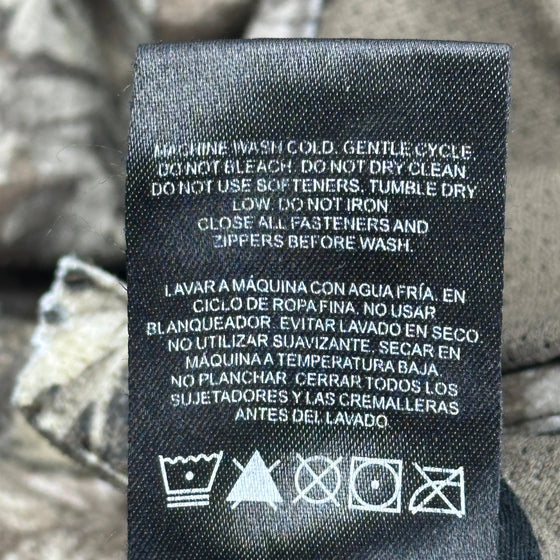 MACHINE WASH COLD. GENTLE CYCLE
DO NOT BLEACH. DO NOT DRY CLEAN
DO NOT USE SOFTENERS. TUMBLE DRY
LOW. DO NOT IRON
CLOSE ALL FASTENERS AND
ZIPPERS BEFORE WASH.
LAVAR A MÁQUINA CON AGUA FRÍA. EN
CICLO DE ROPA FINA. NO USAR
BLANQUEADOR. EVITAR LAVADO EN SECO.
NO UTILIZAR SUAVIZANTE. SECAR EN
MÁQUINA A TEMPERATURA BAJA.
NO PLANCHAR. CERRAR TODOS LOS
SUJETADORES Y LAS CREMALLERAS
ANTES DEL LAVADO